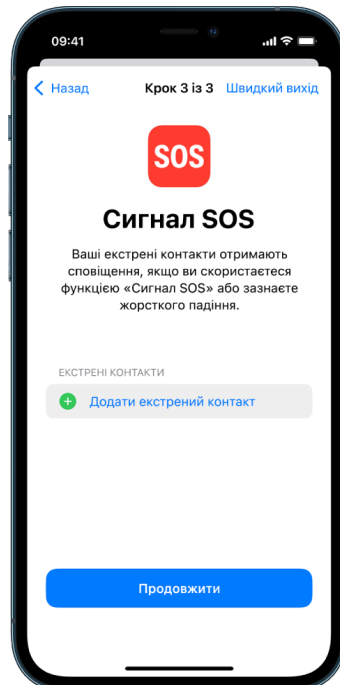 09:41
Назад Крок 3 із 3 Швидкий вихід
SOS
Сигнал SOS
Ваші екстрені контакти отримають
сповіщення, якщо ви скористаєтеся
функцією «Сигнал SOS» або зазнаєте
жорсткого падіння.
ЕКСТРЕНІ КОНТАКТИ
Додати екстрений контакт
Продовжити